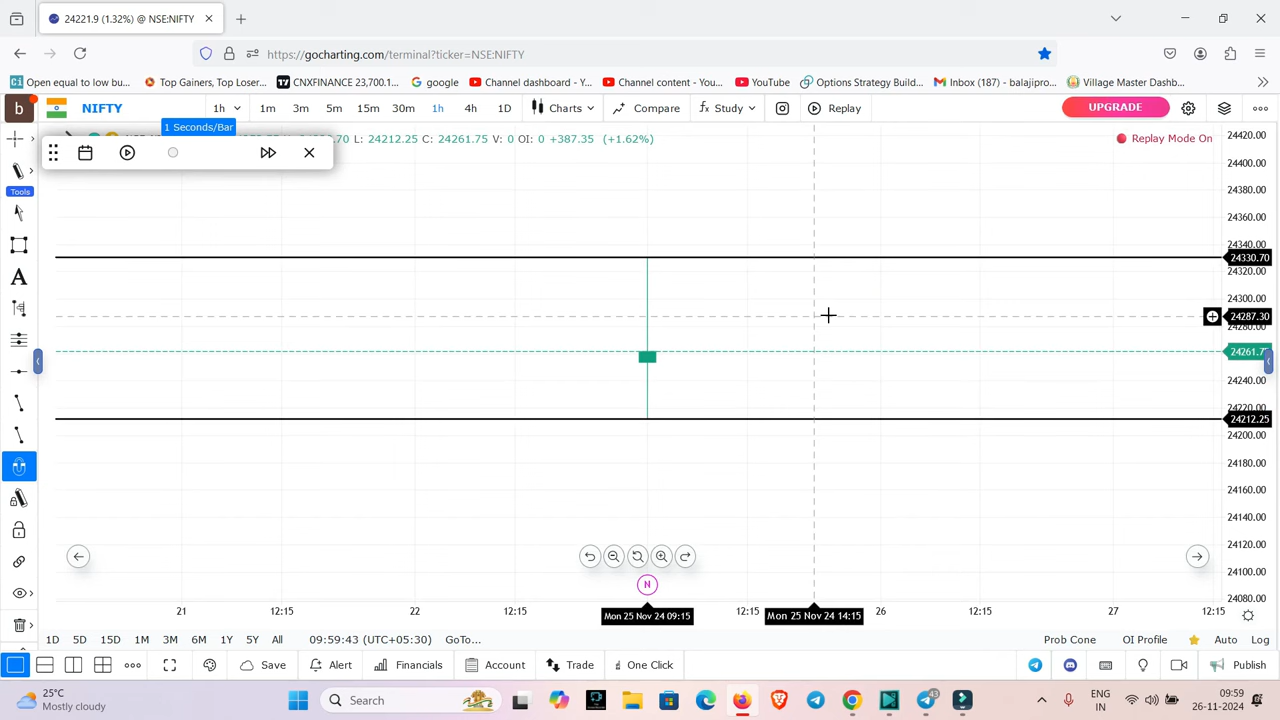 24221.9 (1.32%) @ NSE:NIFTY
https://gocharting.com/terminal?ticker=NSE:NIFTY
Open equal to low bu...
Top Gainers, Top Loser...
CNXFINANCE 23,700.1...
google
Channel dashboard - Y...
Channel content - You...
YouTube
Options Strategy Build...
Inbox (187) - balajipro...
Village Master Dashb...
b
NIFTY
1h
1m
3m
5m
15m
30m
1h
4h
1D
Charts
Compare
Study
Replay
UPGRADE
1 Seconds/Bar
L: 24212.25 C: 24261.75 V: 0 OI: 0 +387.35 (+1.62%)
Replay Mode On
Tools
A
24420.00
24400.00
24380.00
24360.00
24340.00
24330.70
24320.00
24300.00
24287.30
24280.00
24240.00
24212.25
24200.00
24180.00
24160.00
24140.00
24120.00
24100.00
24080.00
N
21
12:15
22
12:15
Mon 25 Nov 24 09:15
12:15
Mon 25 Nov 24 14:15
26
12:15
27
12:15
1D
5D
15D
1M
3M
6M
1Y
5Y
All
09:59:43 (UTC+05:30)
GoTo...
Prob Cone
OI Profile
Auto
Log
Save
Alert
Financials
Account
Trade
One Click
Publish
25°C
Mostly cloudy
Search
43
ENG
IN
09:59
26-11-2024